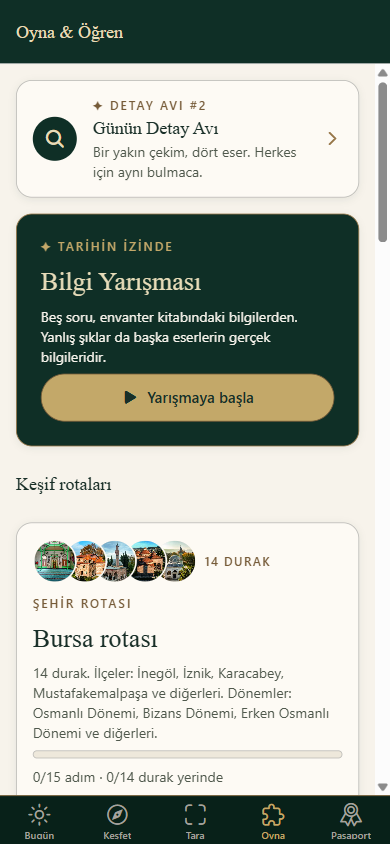 Oyna & Öğren
✦ DETAY AVI #2
Günün Detay Avı
Bir yakın çekim, dört eser. Herkes
için aynı bulmaca.
✦ TARİHİN İZİNDE
Bilgi Yarışması
Beş soru, envanter kitabındaki bilgilerden.
Yanlış şıklar da başka eserlerin gerçek
bilgileridir.
Yarışmaya başla
Keşif rotaları
14 DURAK
ŞEHİR ROTASI
Bursa rotası
14 durak. İlçeler: İnegöl, İznik, Karacabey,
Mustafakemalpaşa ve diğerleri. Dönemler:
Osmanlı Dönemi, Bizans Dönemi, Erken Osmanlı
Dönemi ve diğerleri.
0/15 adım · 0/14 durak yerinde
Bugün Keşfet Tara Oyna Pasaport